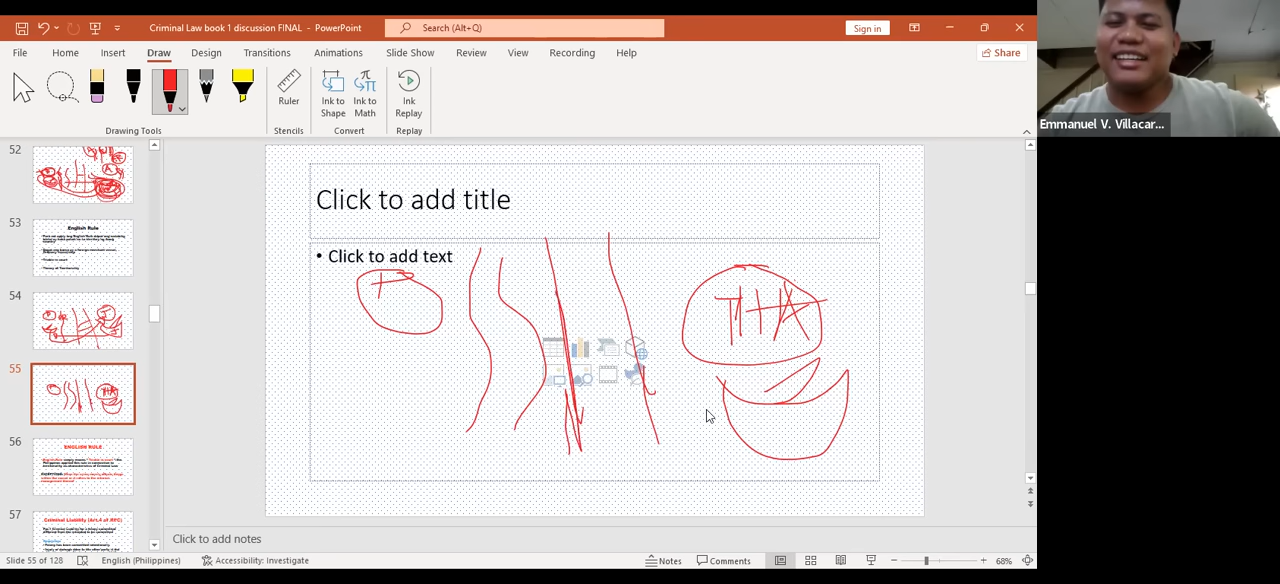 Criminal Law book 1 discussion FINAL - PowerPoint
Search (Alt+Q)
Sign in
File Home Insert Draw Design Transitions Animations Slide Show Review View Recording Help
Share
Ruler
Ink to Shape
Ink to Math
Ink Replay
Drawing Tools
Stencils
Convert
Replay
Emmanuel V. Villacar...
52
53
English Rule
54
55
56
ENGLISH RULE
57
Criminal Liability (Art.4 of RPC)
Click to add title
• Click to add text
P
THA
Click to add notes
Slide 55 of 128
English (Philippines)
Accessibility: Investigate
Notes
Comments
68%